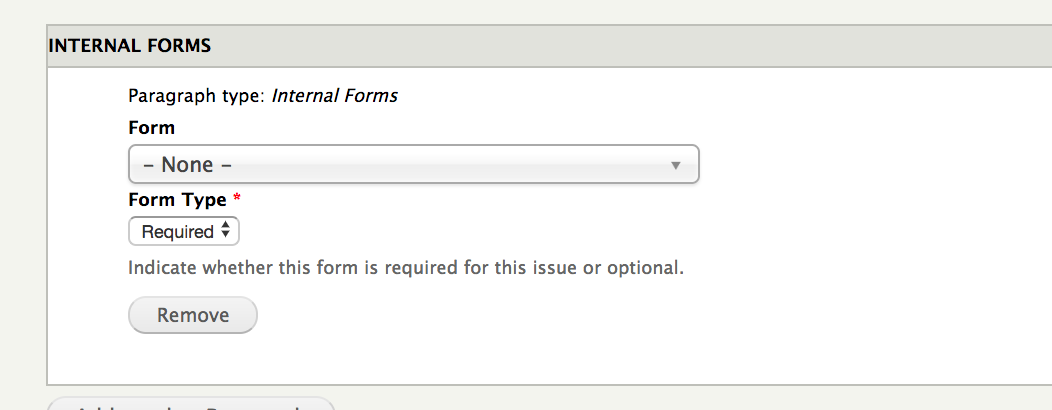 INTERNAL FORMS
Paragraph type: Internal Forms
Form
– None –
Form Type *
Required
Indicate whether this form is required for this issue or optional.
Remove